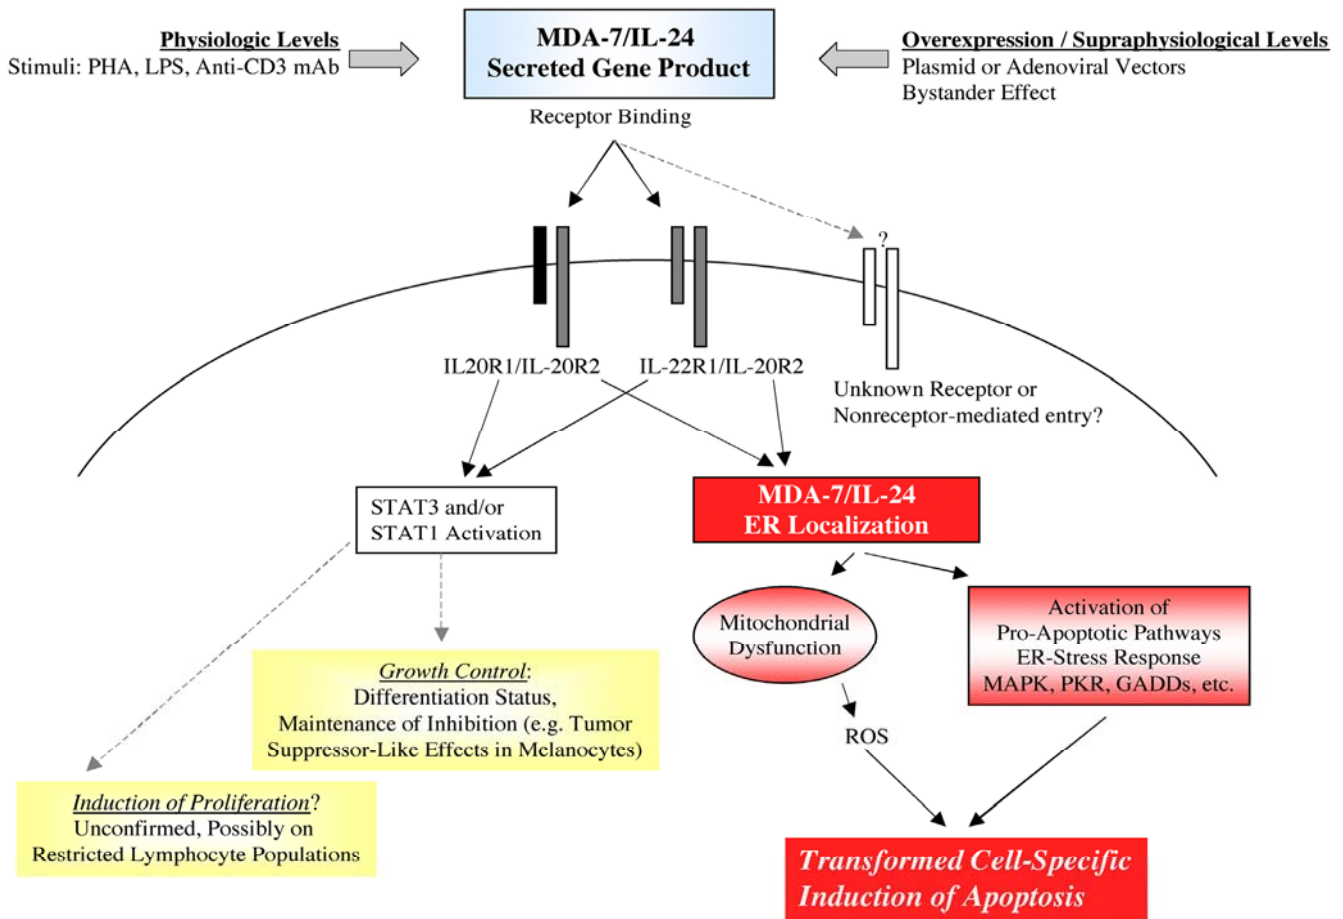 Physiologic Levels
Stimuli: PHA, LPS, Anti-CD3 mAb
MDA-7/IL-24
Secreted Gene Product
Overexpression / Supraphysiological Levels
Plasmid or Adenoviral Vectors
Bystander Effect
Receptor Binding
?
IL20R1/IL-20R2
IL-22R1/IL-20R2
Unknown Receptor or
Nonreceptor-mediated entry?
STAT3 and/or
STAT1 Activation
MDA-7/IL-24
ER Localization
Mitochondrial
Dysfunction
Activation of
Pro-Apoptotic Pathways
ER-Stress Response
MAPK, PKR, GADDs, etc.
Growth Control:
Differentiation Status,
Maintenance of Inhibition (e.g. Tumor
Suppressor-Like Effects in Melanocytes)
ROS
Induction of Proliferation?
Unconfirmed, Possibly on
Restricted Lymphocyte Populations
Transformed Cell-Specific
Induction of Apoptosis